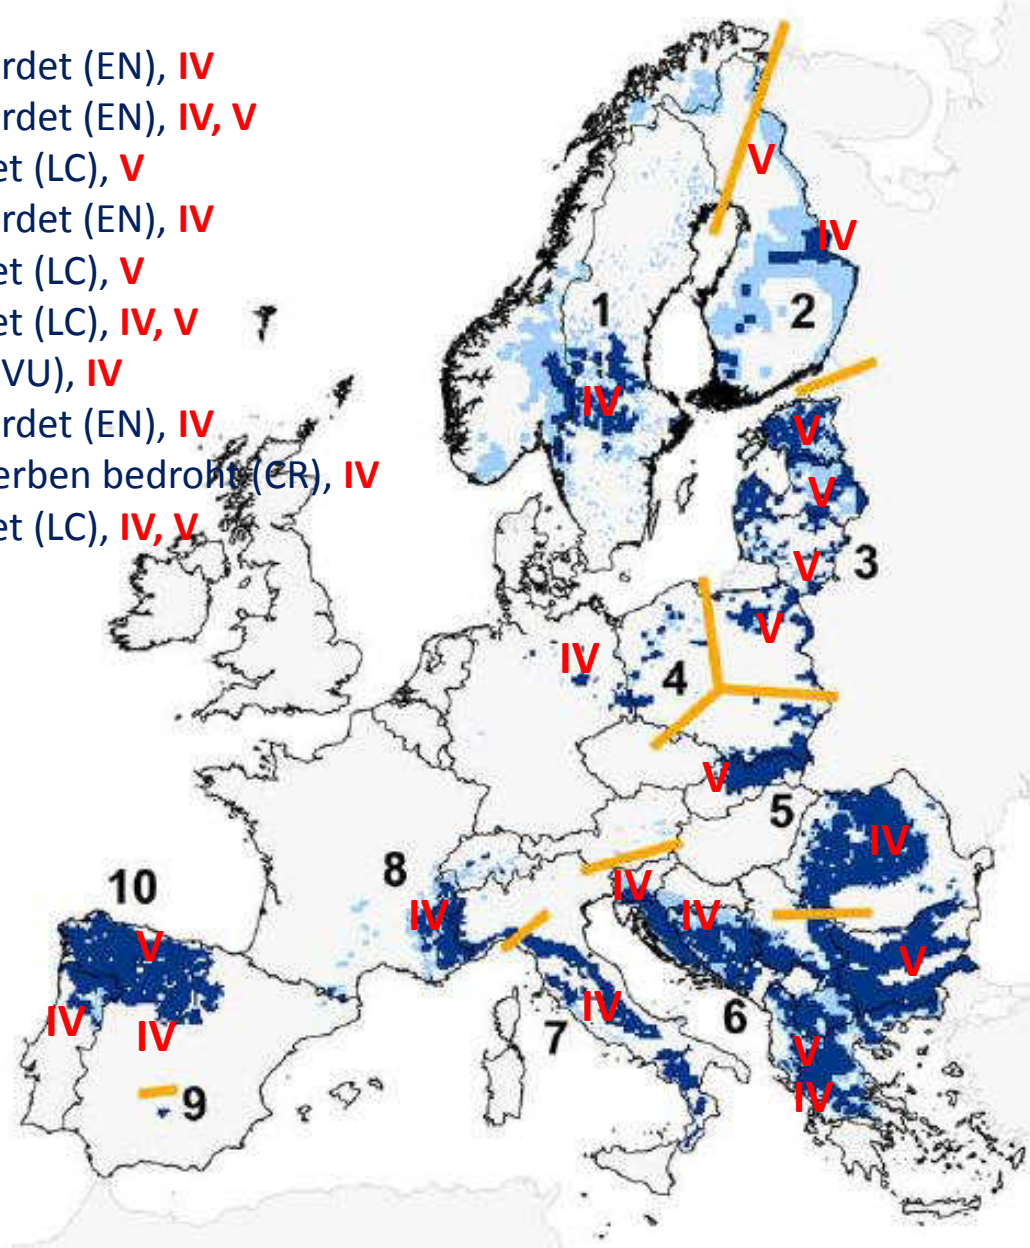 rdet (EN), IV
rdet (EN), IV, V
et (LC), V
rdet (EN), IV
et (LC), V
et (LC), IV, V
VU), IV
rdet (EN), IV
erben bedroht (CR), IV
et (LC), IV, V
V
IV
1
2
IV
V
V
V
3
V
IV
4
V
5
IV
8
10
IV
IV
IV
V
V
IV
IV
IV
6
7
V
9
IV